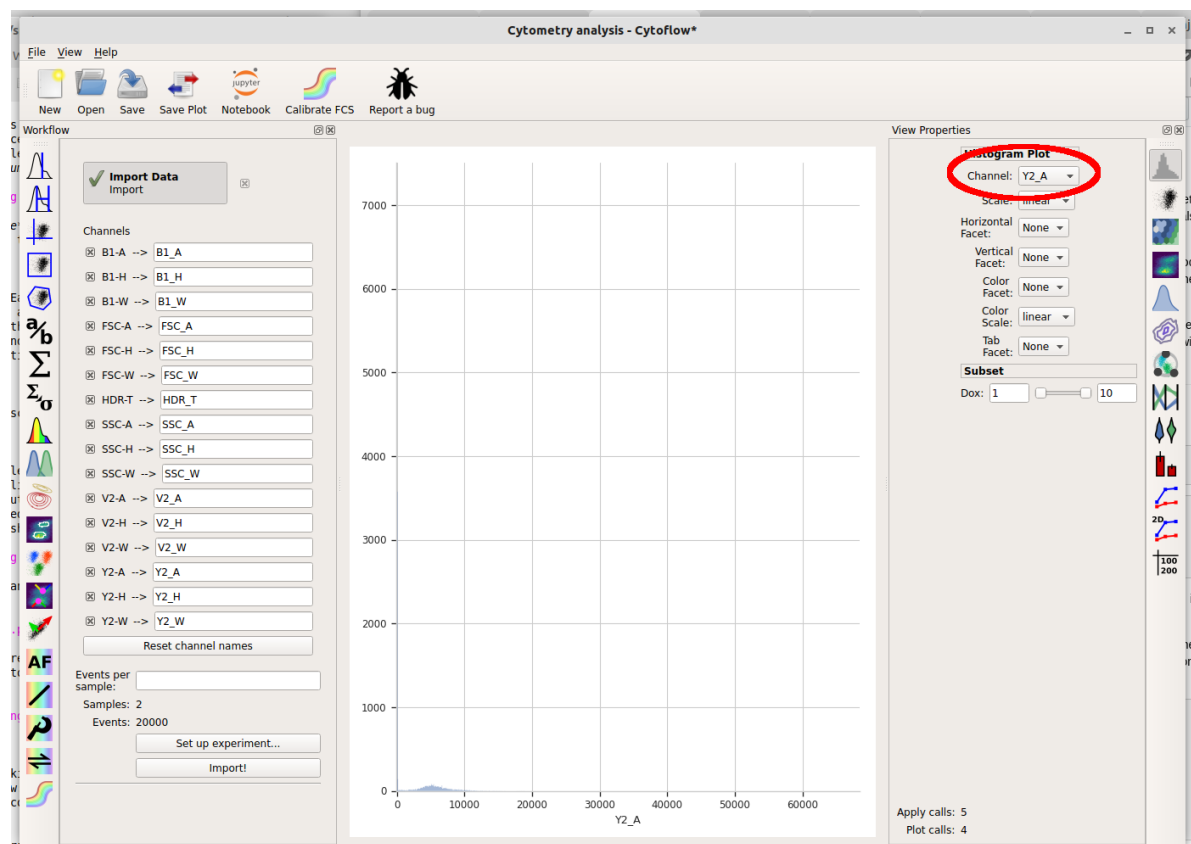 Cytometry analysis - Cytoflow*
File View Help
New Open Save Save Plot Notebook Calibrate FCS Report a bug
jupyter
Workflow
Import Data
Import
Channels
B1-A --> B1_A
B1-H --> B1_H
B1-W --> B1_W
FSC-A --> FSC_A
FSC-H --> FSC_H
FSC-W --> FSC_W
HDR-T --> HDR_T
SSC-A --> SSC_A
SSC-H --> SSC_H
SSC-W --> SSC_W
V2-A --> V2_A
V2-H --> V2_H
V2-W --> V2_W
Y2-A --> Y2_A
Y2-H --> Y2_H
Y2-W --> Y2_W
Reset channel names
Events per
sample:
Samples: 2
Events: 20000
Set up experiment...
Import!
a/b
Σ
Σ,σ
AF
7000
6000
5000
4000
3000
2000
1000
0
0 10000 20000 30000 40000 50000 60000
Y2_A
View Properties
Histogram Plot
Channel: Y2_A
Scale: linear
Horizontal
Facet: None
Vertical
Facet: None
Color
Facet: None
Color
Scale: linear
Tab
Facet: None
Subset
Dox: 1 10
Apply calls: 5
Plot calls: 4
2D
100
200